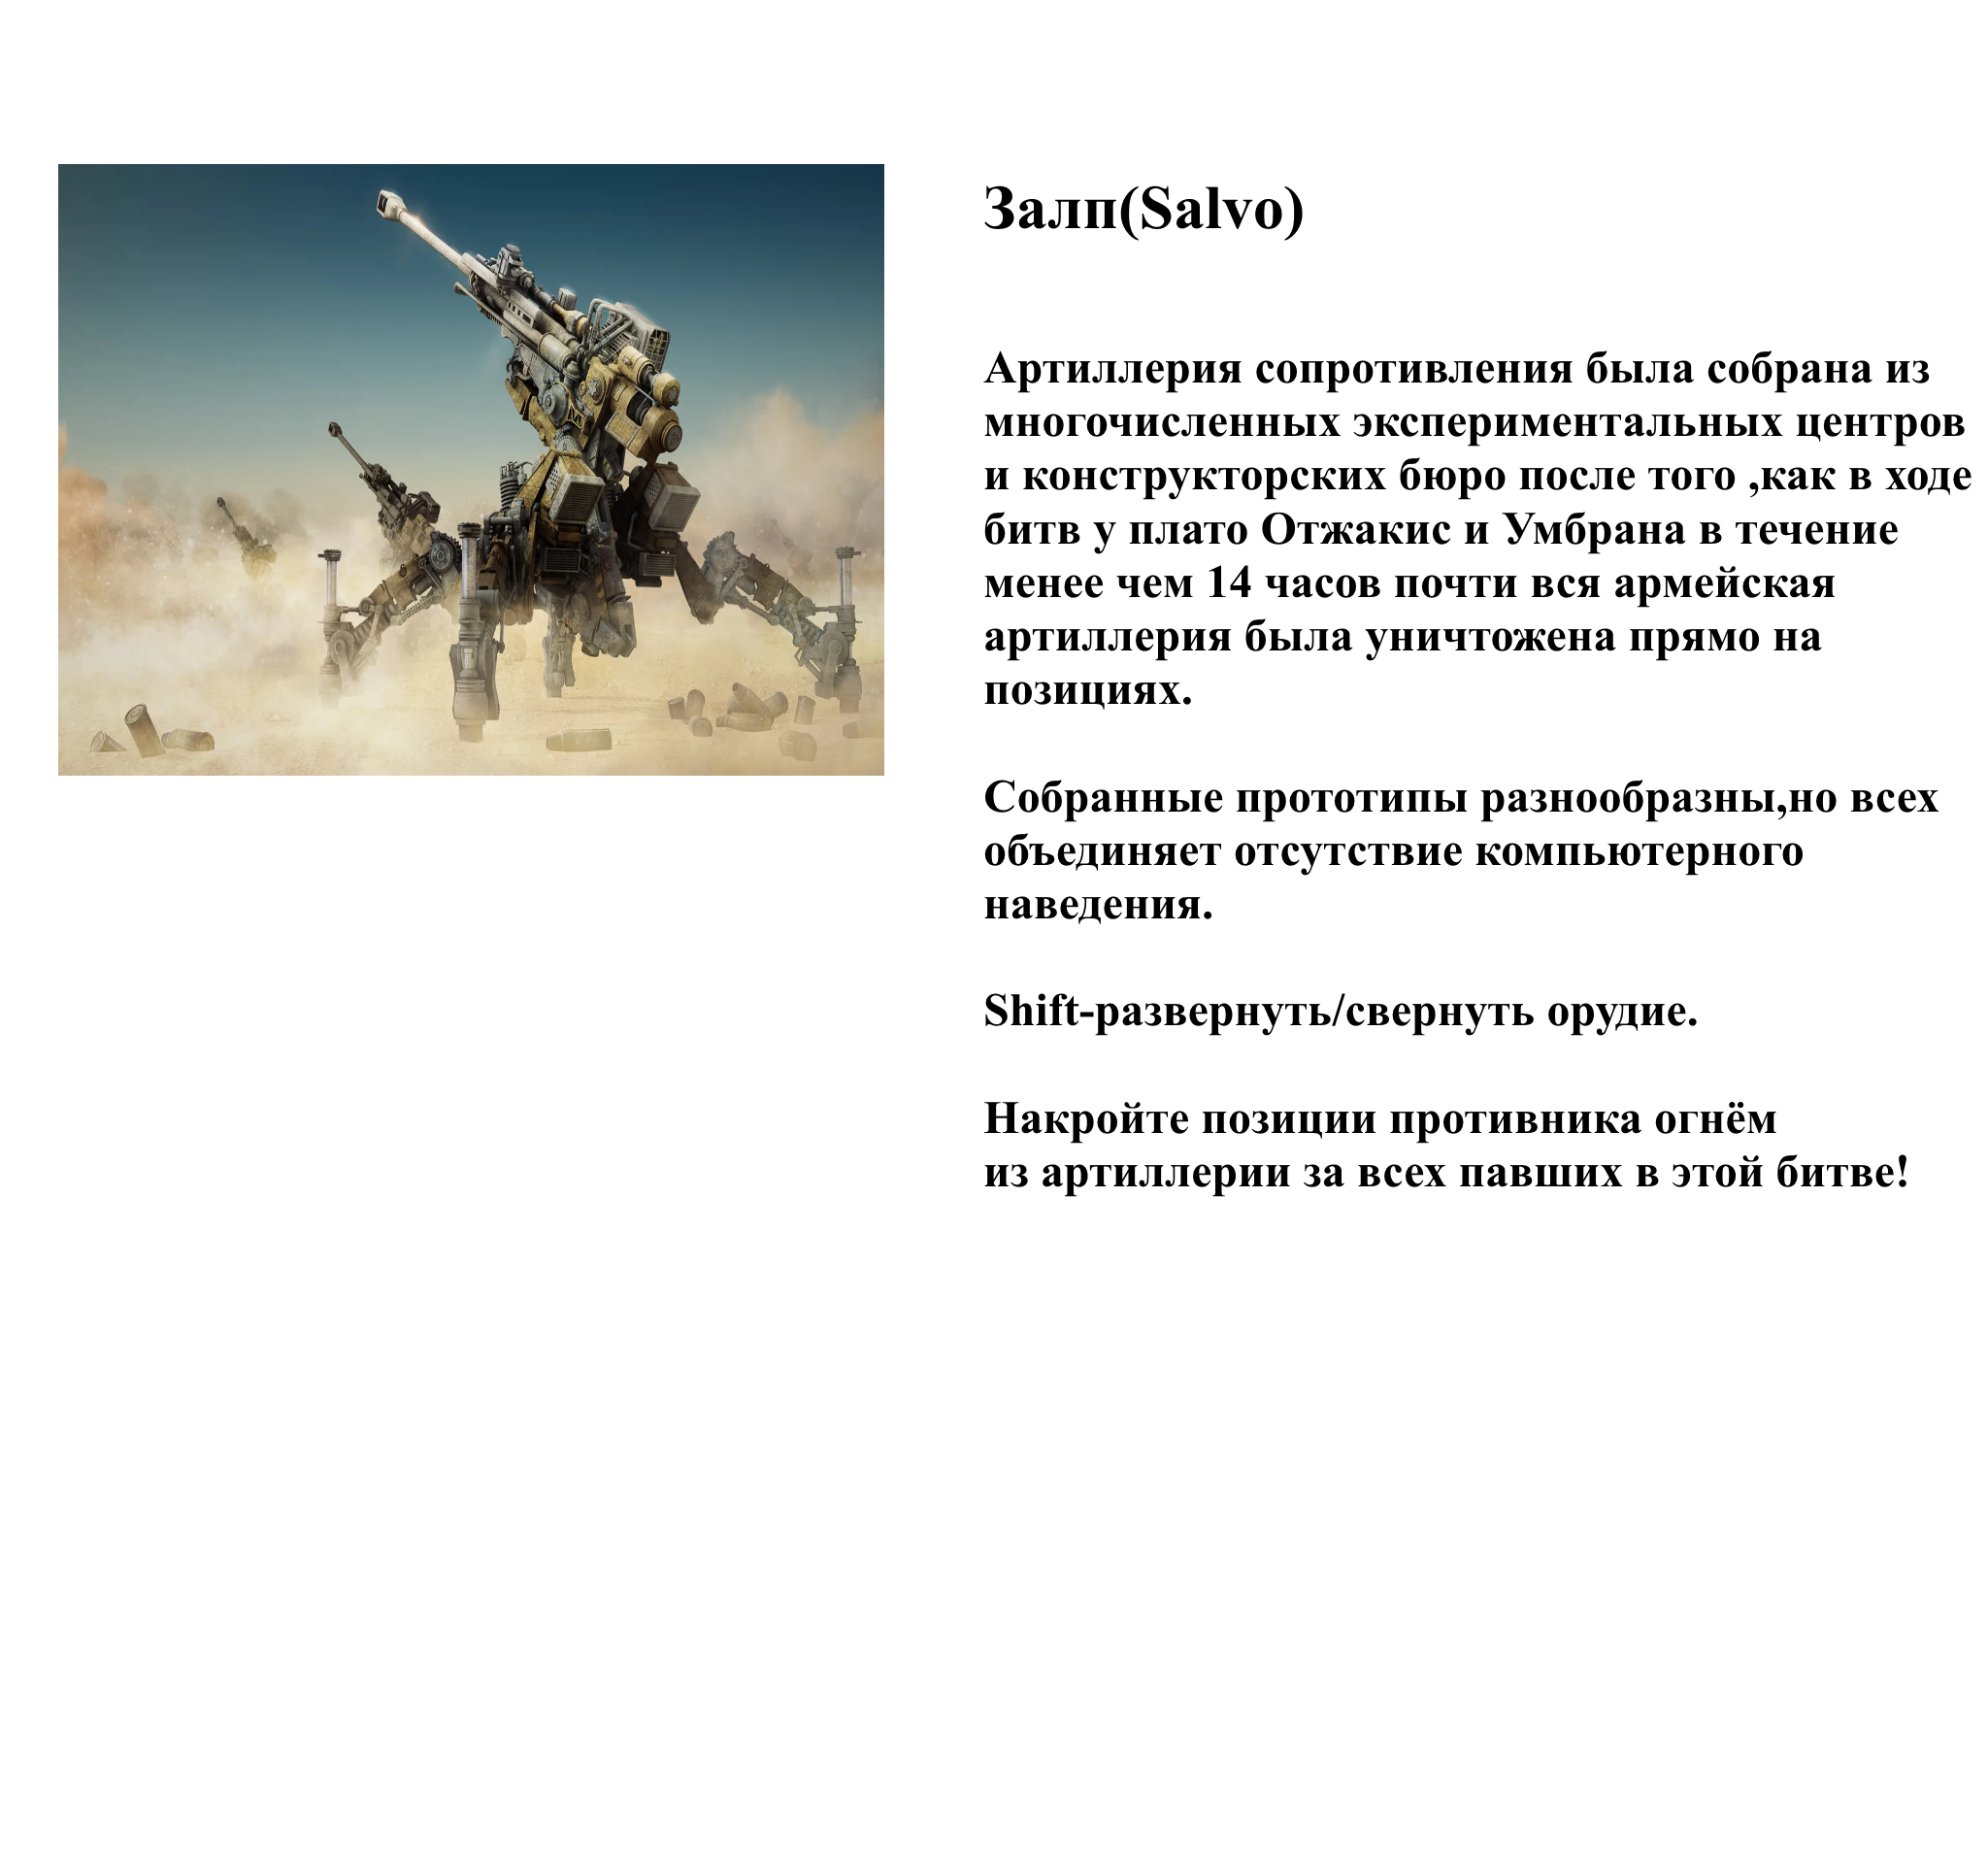 Залп(Salvo)
Артиллерия сопротивления была собрана из
многочисленных экспериментальных центров
и конструкторских бюро после того ,как в ходе
битв у плато Отжакис и Умбрана в течение
менее чем 14 часов почти вся армейская
артиллерия была уничтожена прямо на
позициях.
Собранные прототипы разнообразны,но всех
объединяет отсутствие компьютерного
наведения.
Shift-развернуть/свернуть орудие.
Накройте позиции противника огнём
из артиллерии за всех павших в этой битве!